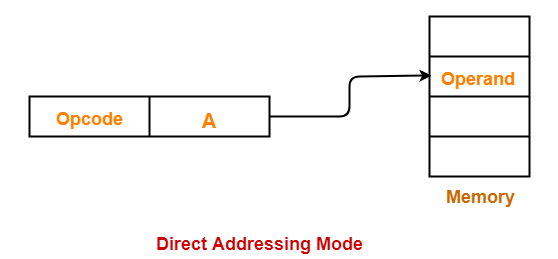 Opcode
A
Operand
Memory
Direct Addressing Mode